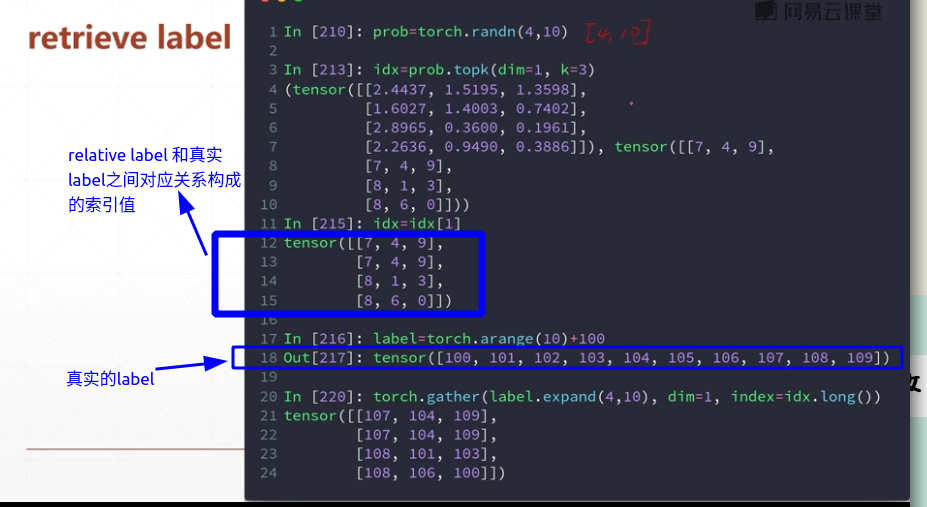 网易云课堂
retrieve label
1 In [210]: prob=torch.randn(4,10) [4,10]
2
3 In [213]: idx=prob.topk(dim=1, k=3)
4 (tensor([[2.4437, 1.5195, 1.3598],
5 [1.6027, 1.4003, 0.7402],
6 [2.8965, 0.3600, 0.1961],
7 [2.2636, 0.9490, 0.3886]]), tensor([[7, 4, 9],
8 [7, 4, 9],
9 [8, 1, 3],
10 [8, 6, 0]]))
11 In [215]: idx=idx[1]
12 tensor([[7, 4, 9],
13 [7, 4, 9],
14 [8, 1, 3],
15 [8, 6, 0]])
16
17 In [216]: label=torch.arange(10)+100
18 Out[217]: tensor([100, 101, 102, 103, 104, 105, 106, 107, 108, 109])
19
20 In [220]: torch.gather(label.expand(4,10), dim=1, index=idx.long())
21 tensor([[107, 104, 109],
22 [107, 104, 109],
23 [108, 101, 103],
24 [108, 106, 100]])
relative label 和真实
label之间对应关系构成
的索引值
真实的label